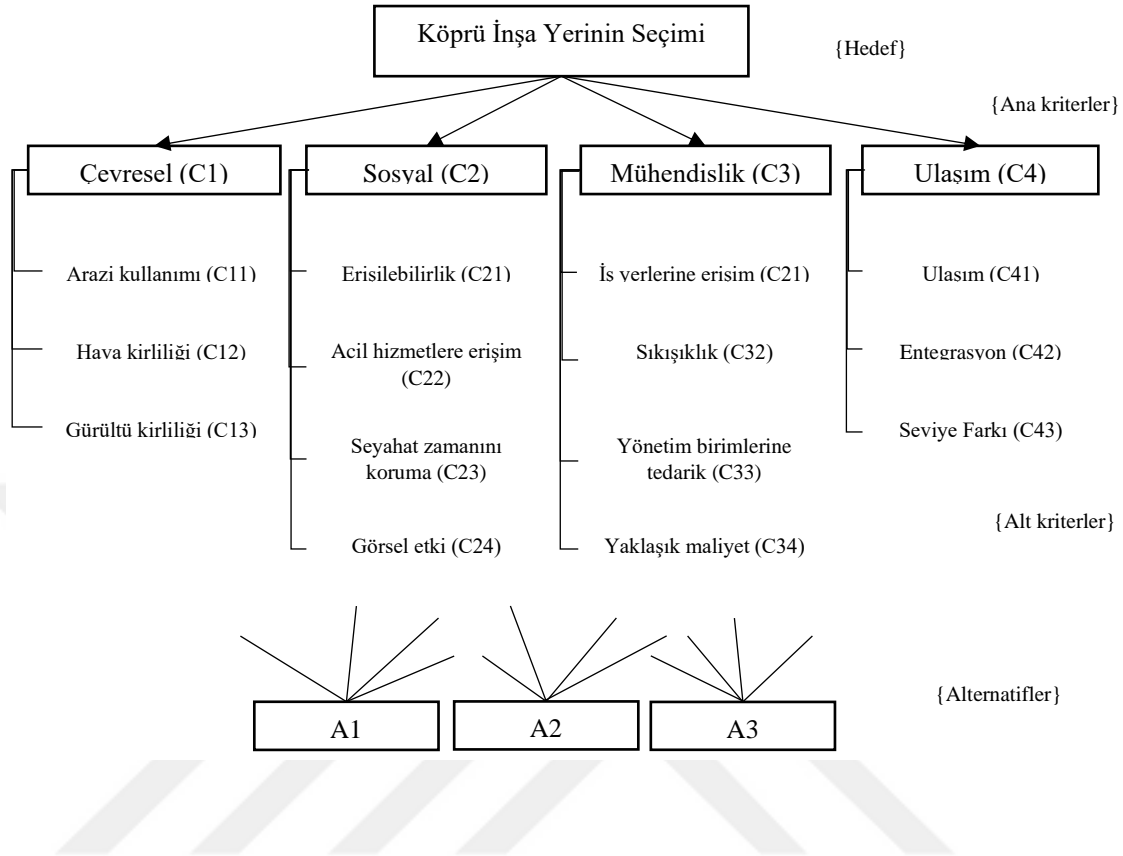 Köprü İnşa Yerinin Seçimi
{Hedef}
{Ana kriterler}
Çevresel (C1)
Sosyal (C2)
Mühendislik (C3)
Ulaşım (C4)
Arazi kullanımı (C11)
Erişilebilirlik (C21)
İş yerlerine erişim (C21)
Ulaşım (C41)
Hava kirliliği (C12)
Acil hizmetlere erişim
(C22)
Sıkışıklık (C32)
Entegrasyon (C42)
Gürültü kirliliği (C13)
Seyahat zamanını
koruma (C23)
Yönetim birimlerine
tedarik (C33)
Seviye Farkı (C43)
{Alt kriterler}
Görsel etki (C24)
Yaklaşık maliyet (C34)
{Alternatifler}
A1
A2
A3